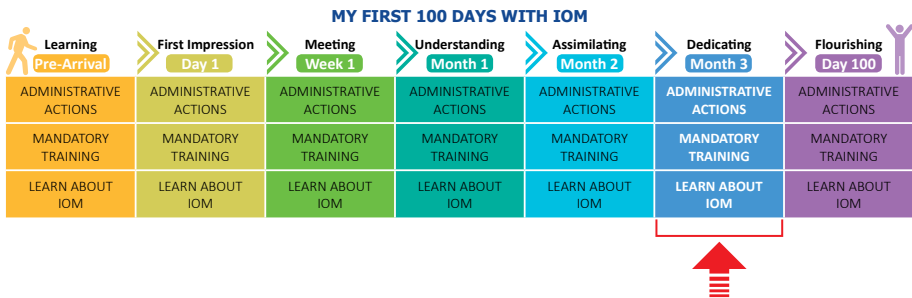 MY FIRST 100 DAYS WITH IOM
Learning
Pre-Arrival
First Impression
Day 1
Meeting
Week 1
Understanding
Month 1
Assimilating
Month 2
Dedicating
Month 3
Flourishing
Day 100
ADMINISTRATIVE
ACTIONS
ADMINISTRATIVE
ACTIONS
ADMINISTRATIVE
ACTIONS
ADMINISTRATIVE
ACTIONS
ADMINISTRATIVE
ACTIONS
ADMINISTRATIVE
ACTIONS
ADMINISTRATIVE
ACTIONS
MANDATORY
TRAINING
MANDATORY
TRAINING
MANDATORY
TRAINING
MANDATORY
TRAINING
MANDATORY
TRAINING
MANDATORY
TRAINING
MANDATORY
TRAINING
LEARN ABOUT
IOM
LEARN ABOUT
IOM
LEARN ABOUT
IOM
LEARN ABOUT
IOM
LEARN ABOUT
IOM
LEARN ABOUT
IOM
LEARN ABOUT
IOM